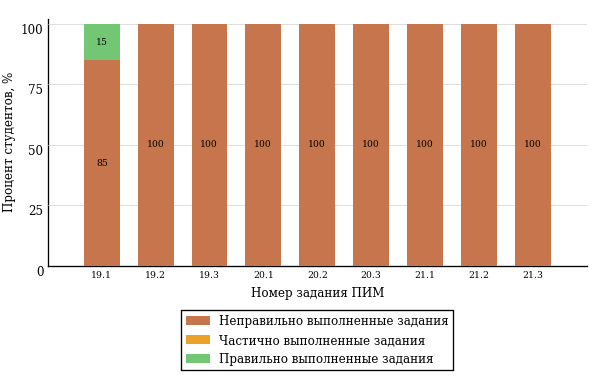 Процент студентов, %
100
75
50
25
0
15
85
100
100
100
100
100
100
100
100
19.1 19.2 19.3 20.1 20.2 20.3 21.1 21.2 21.3
Номер задания ПИМ
Неправильно выполненные задания
Частично выполненные задания
Правильно выполненные задания